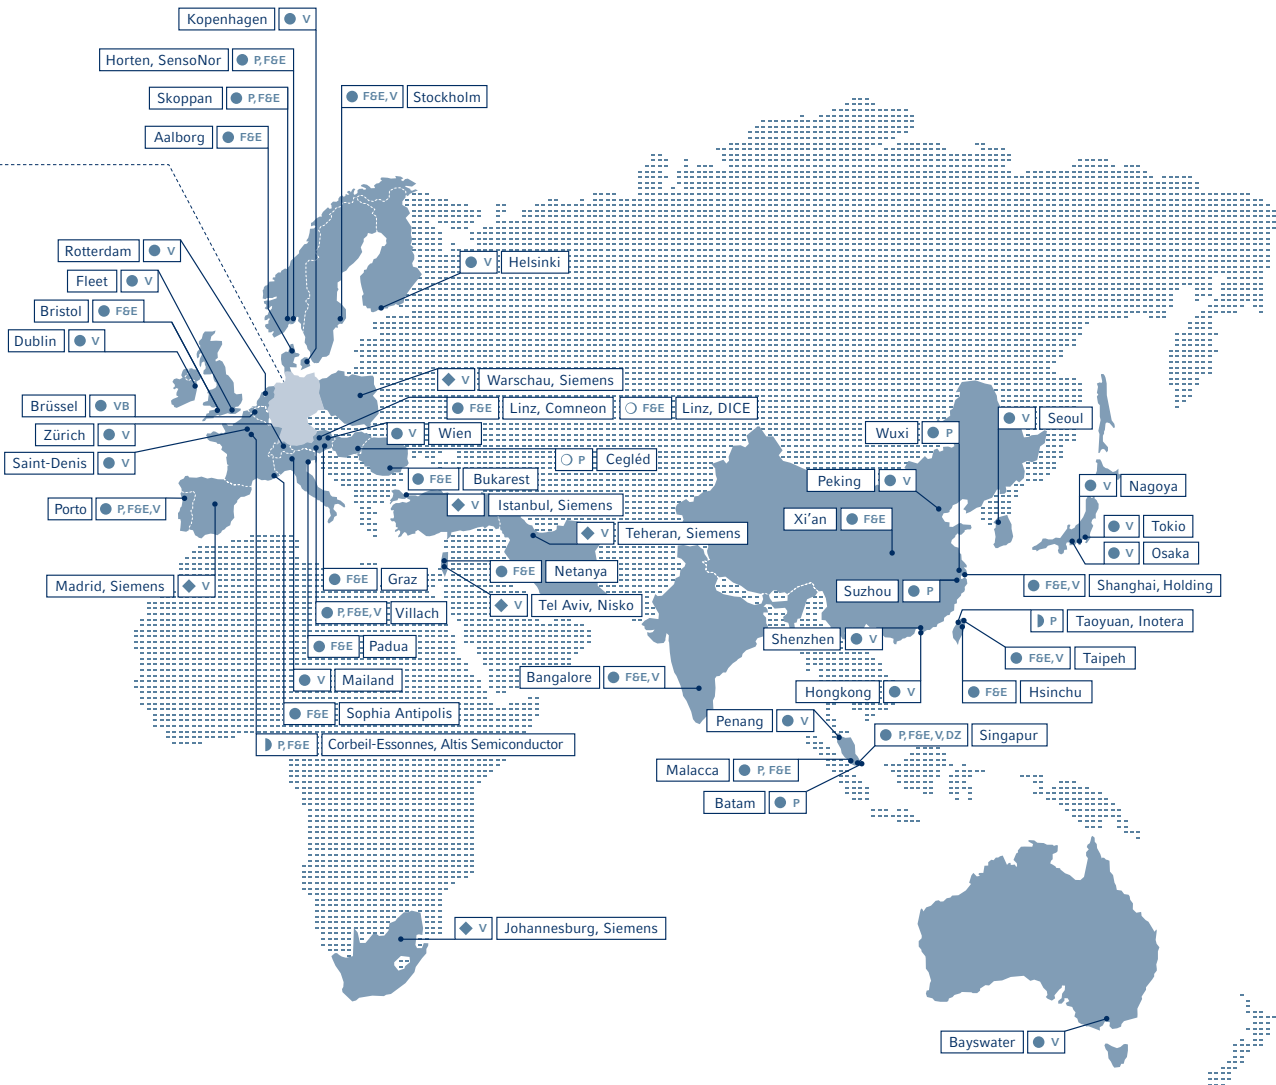 Kopenhagen V
Horten, SensoNor P, F&E
Skoppan P, F&E
F&E, V Stockholm
Aalborg F&E
Rotterdam V
V Helsinki
Fleet V
Bristol F&E
Dublin V
V Warschau, Siemens
Brüssel VB
F&E Linz, Comneon F&E Linz, DICE
V Seoul
Zürich V
V Wien
Wuxi P
Saint-Denis V
P Cegléd
F&E Bukarest
Peking V
V Nagoya
Porto P, F&E, V
V Istanbul, Siemens
Xi’an F&E
V Tokio
V Teheran, Siemens
V Osaka
F&E Netanya
F&E Graz
Madrid, Siemens V
F&E, V Shanghai, Holding
Suzhou P
V Tel Aviv, Nisko
P, F&E, V Villach
P Taoyuan, Inotera
Shenzhen V
F&E Padua
F&E, V Taipeh
Bangalore F&E, V
V Mailand
Hongkong V
F&E Hsinchu
F&E Sophia Antipolis
Penang V
P, F&E, V, DZ Singapur
P, F&E Corbeil-Essonnes, Altis Semiconductor
Malacca P, F&E
Batam P
V Johannesburg, Siemens
Bayswater V